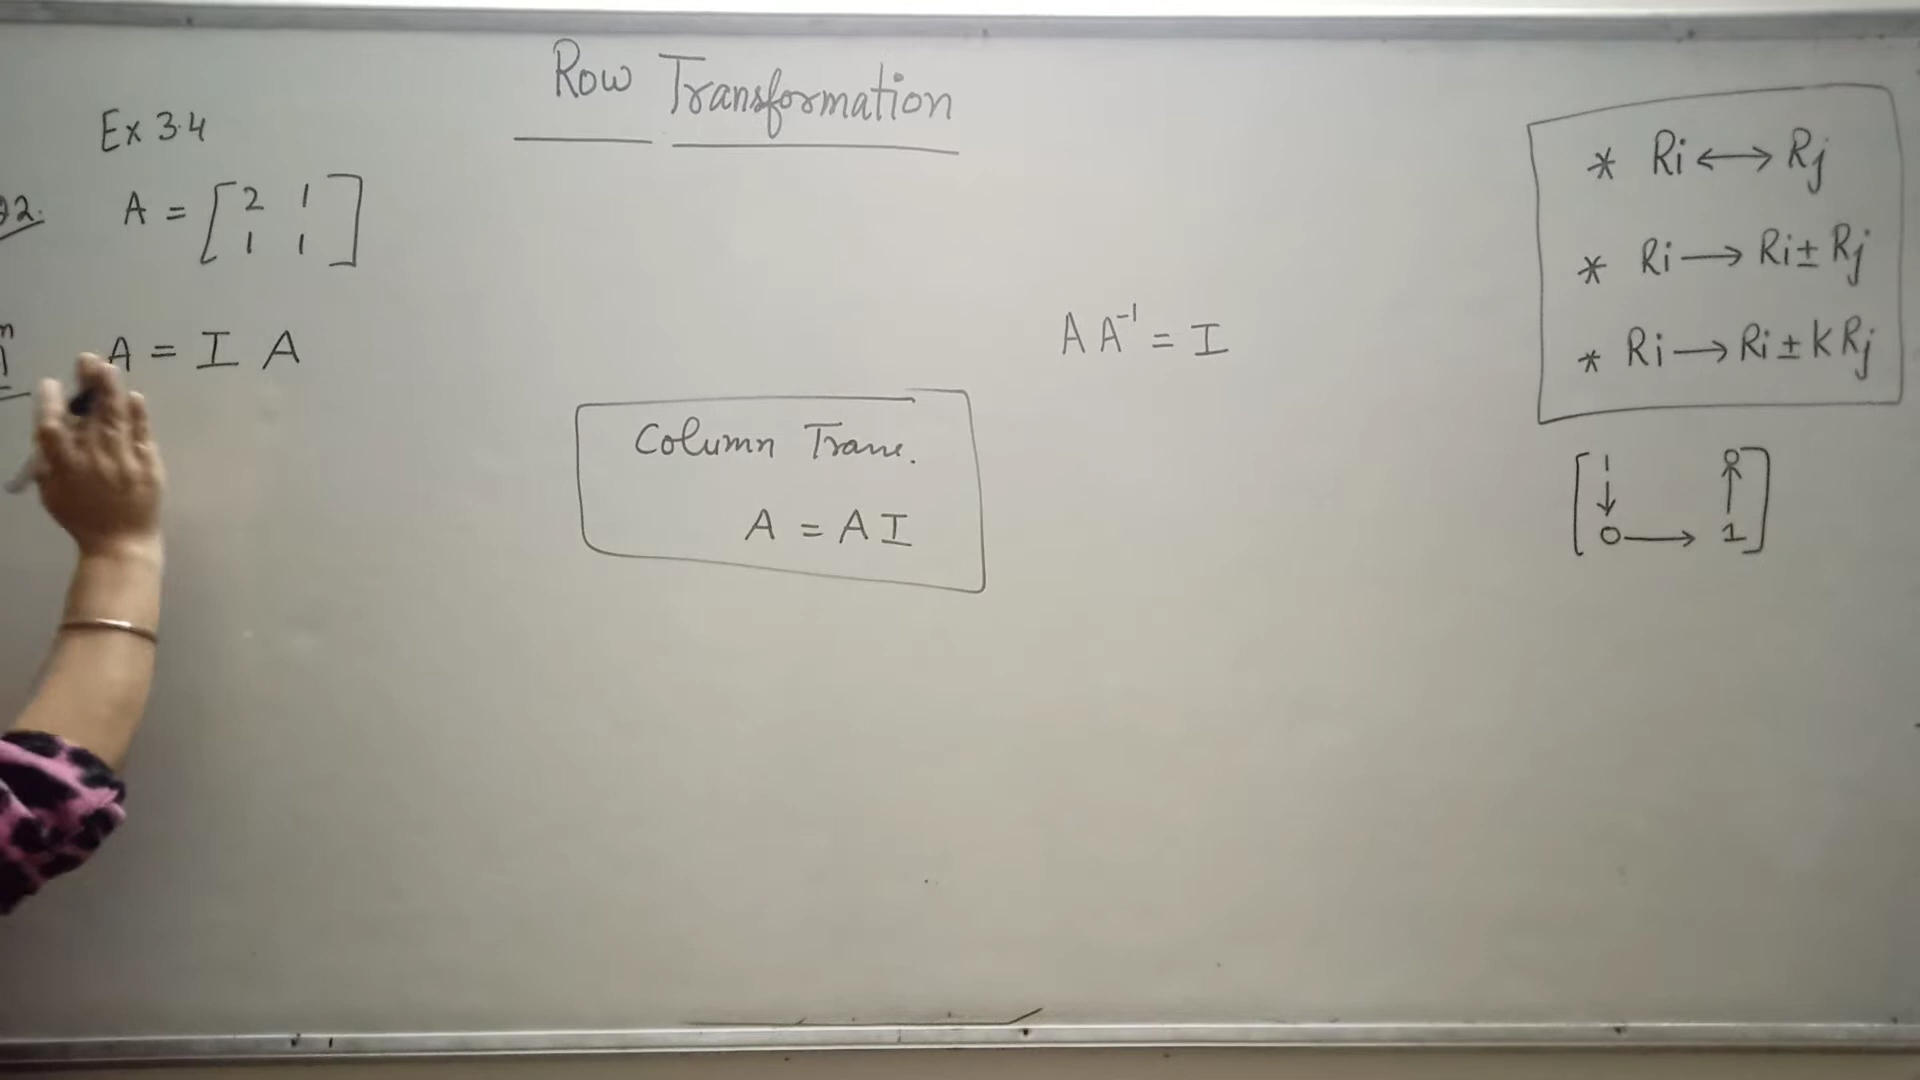 Row Transformation
Ex 3.4
A = [2 1
1 1]
A = I A
A A⁻¹ = I
Column Trans.
A = A I
* Ri ⟷ Rj
* Ri ⟶ Ri ± Rj
* Ri ⟶ Ri ± K Rj
[1 0
↓ ↑
0 ⟶ 1]